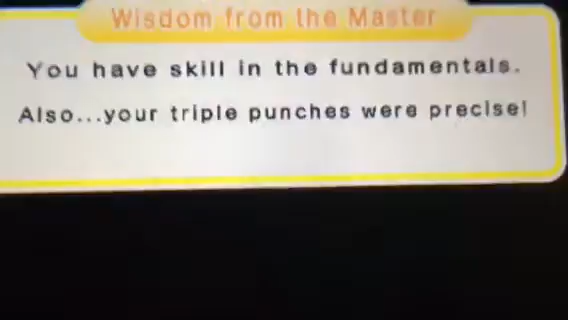 Wisdom from the Master
You have skill in the fundamentals.
Also...your triple punches were precise!